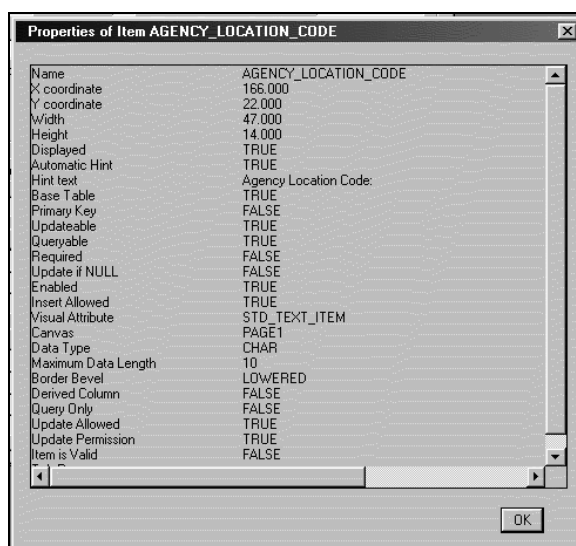 Properties of Item AGENCY_LOCATION_CODE
Name AGENCY_LOCATION_CODE
X coordinate 166.000
Y coordinate 22.000
Width 47.000
Height 14.000
Displayed TRUE
Automatic Hint TRUE
Hint text Agency Location Code:
Base Table TRUE
Primary Key FALSE
Updateable TRUE
Queryable TRUE
Required FALSE
Update if NULL FALSE
Enabled TRUE
Insert Allowed TRUE
Visual Attribute STD_TEXT_ITEM
Canvas PAGE1
Data Type CHAR
Maximum Data Length 10
Border Bevel LOWERED
Derived Column FALSE
Query Only FALSE
Update Allowed TRUE
Update Permission TRUE
Item is Valid FALSE
OK